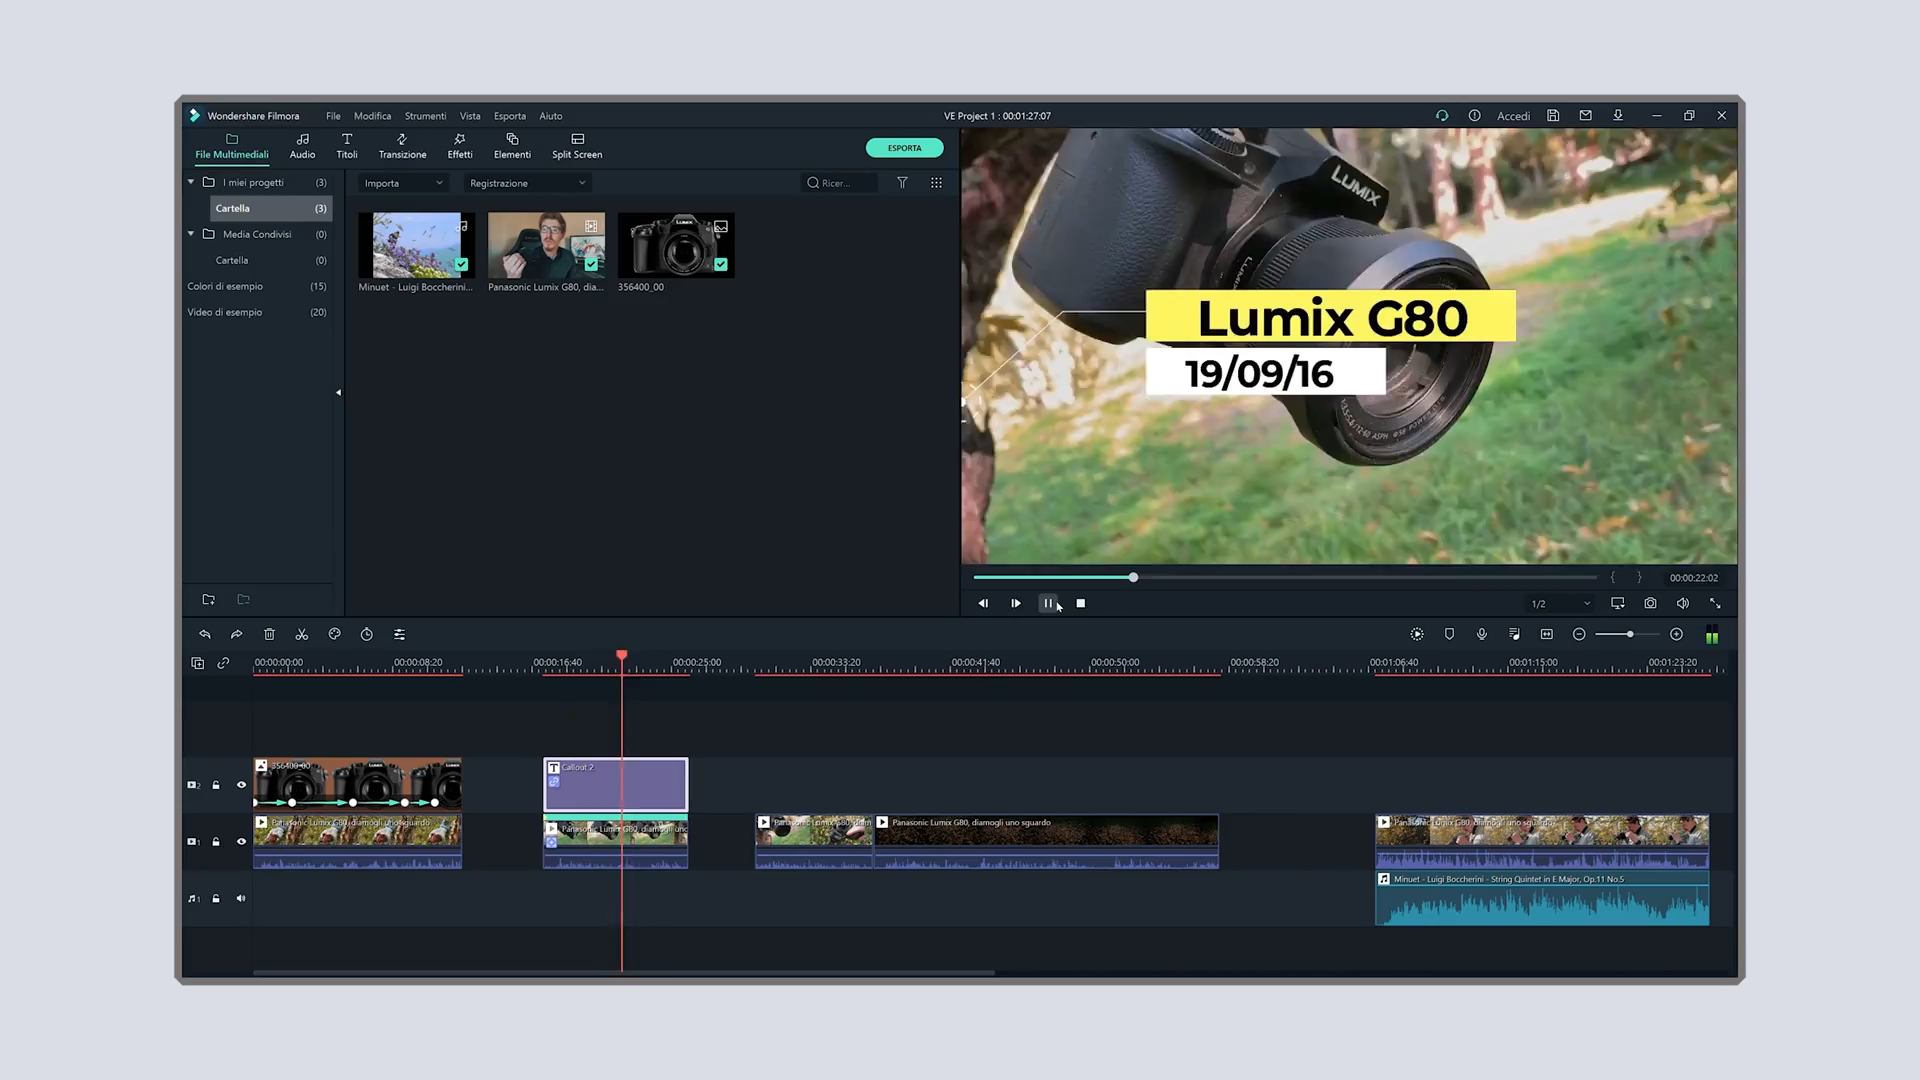 Wondershare Filmora
File Modifica Strumenti Vista Esporta Aiuto
VE Project 1 : 00:01:27:07
Accedi
File Multimediali Audio Titoli Transizione Effetti Elementi Split Screen
ESPORTA
I miei progetti (3)
Cartella (3)
Media Condivisi (0)
Cartella (0)
Colori di esempio (15)
Video di esempio (20)
Importa
Registrazione
Ricer...
LUMIX
Minuet - Luigi Boccherini...
Panasonic Lumix G80, dia...
356400_00
LUMIX
Lumix G80
19/09/16
00:00:22:02
1/2
00:00:00:00 00:00:08:20 00:00:16:40 00:00:25:00 00:00:33:20 00:00:41:40 00:00:50:00 00:00:58:20 00:01:06:40 00:01:15:00 00:01:23:20
2
356400_00
Callout 2
1
Panasonic Lumix G80, diamogli uno sguardo
Panasonic Lumix G80, diamogli uno
Panasonic Lumix G80, diam
Panasonic Lumix G80, diamogli uno sguardo
Panasonic Lumix G80, diamogli uno sguardo
1
Minuet - Luigi Boccherini - String Quintet in E Major, Op.11 No.5